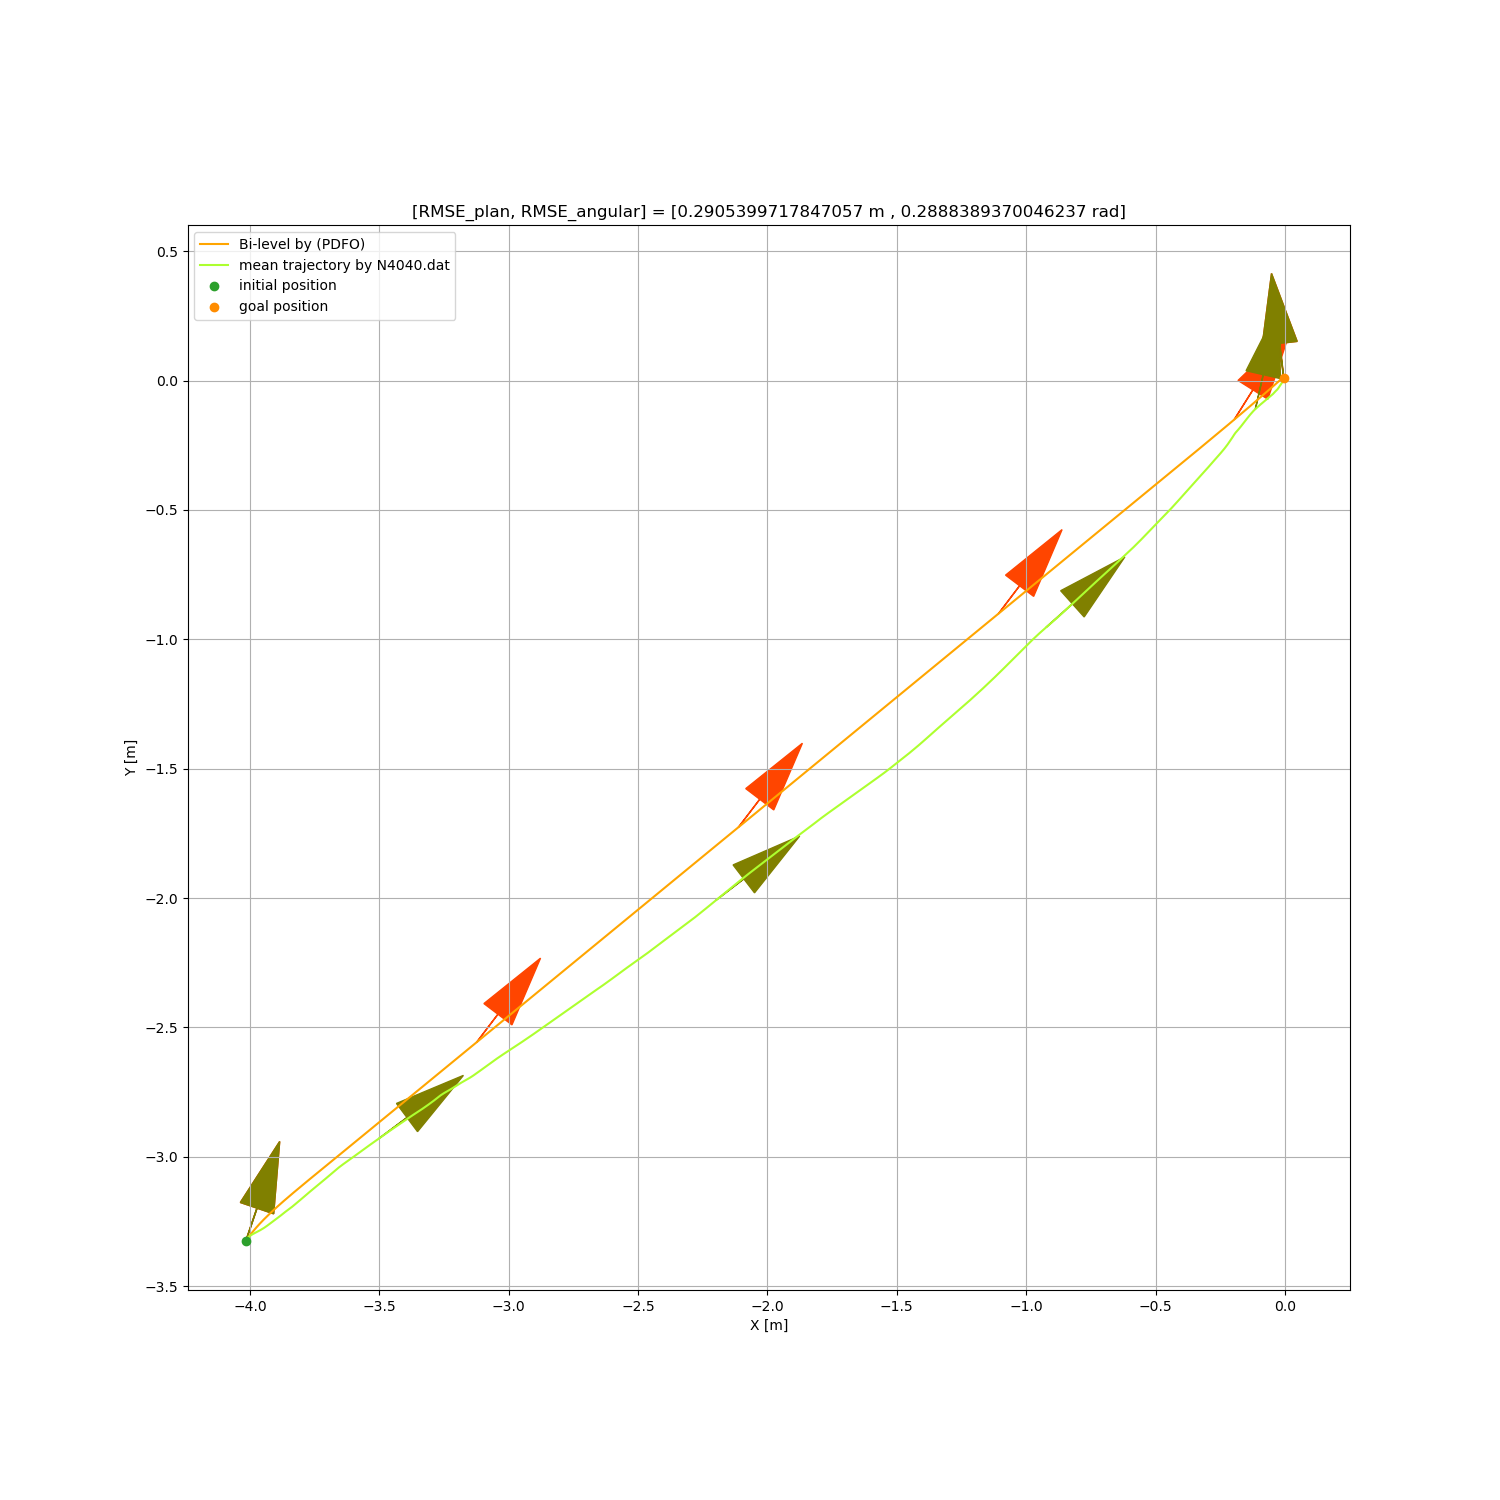 [RMSE_plan, RMSE_angular] = [0.2905399717847057 m , 0.2888389370046237 rad]
Bi-level by (PDFO)
mean trajectory by N4040.dat
initial position
goal position
0.5
0.0
−0.5
−1.0
−1.5
−2.0
−2.5
−3.0
−3.5
Y [m]
−4.0 −3.5 −3.0 −2.5 −2.0 −1.5 −1.0 −0.5 0.0
X [m]